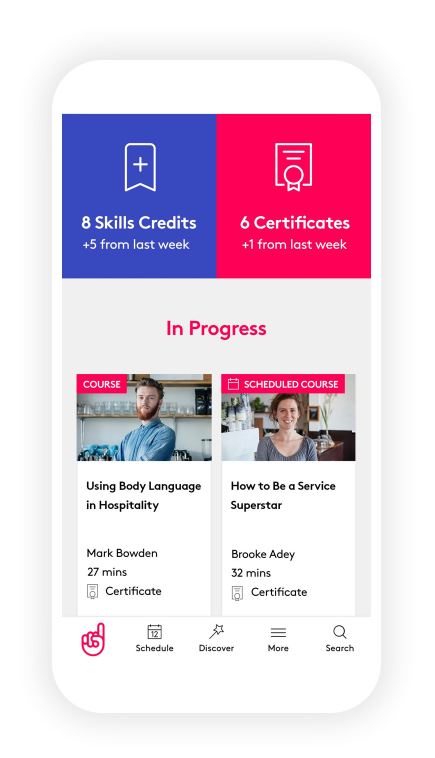 8 Skills Credits
+5 from last week
6 Certificates
+1 from last week
In Progress
COURSE
Using Body Language
in Hospitality
Mark Bowden
27 mins
Certificate
SCHEDULED COURSE
How to Be a Service
Superstar
Brooke Adey
32 mins
Certificate
12
Schedule
Discover
More
Search